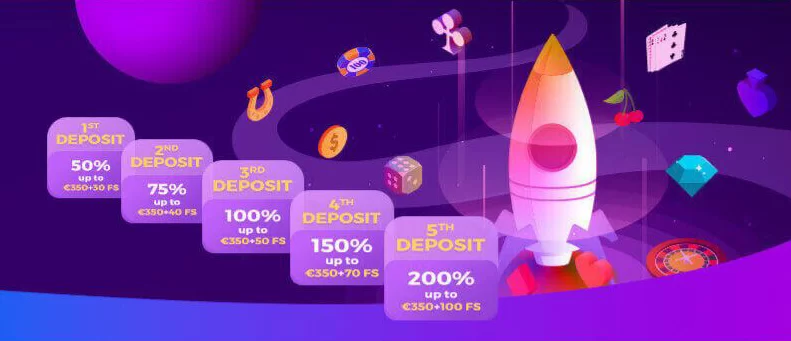 1ST
DEPOSIT
50%
up to
€350+30 FS
2ND
DEPOSIT
75%
up to
€350+40 FS
3RD
DEPOSIT
100%
up to
€350+50 FS
4TH
DEPOSIT
150%
up to
€350+70 FS
5TH
DEPOSIT
200%
up to
€350+100 FS
100
$